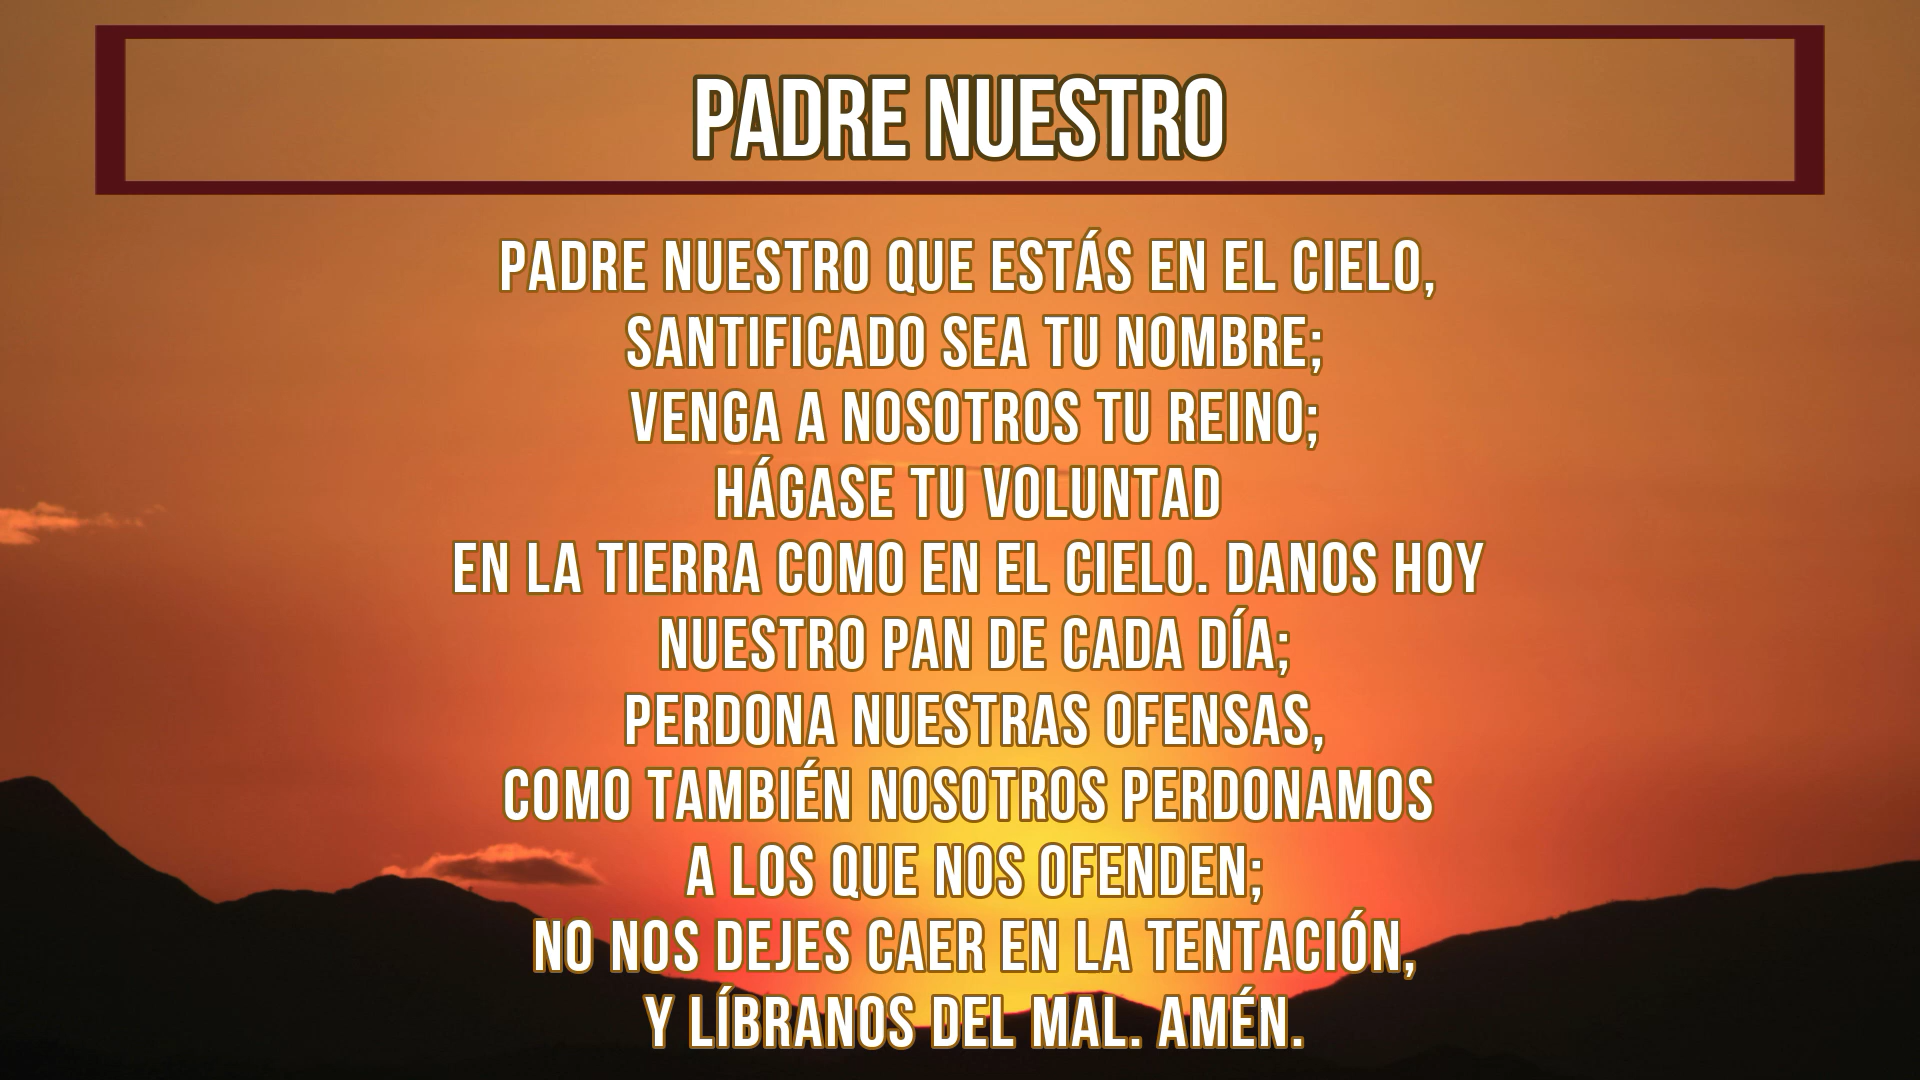 PADRE NUESTRO
PADRE NUESTRO QUE ESTÁS EN EL CIELO,
SANTIFICADO SEA TU NOMBRE;
VENGA A NOSOTROS TU REINO;
HÁGASE TU VOLUNTAD
EN LA TIERRA COMO EN EL CIELO. DANOS HOY
NUESTRO PAN DE CADA DÍA;
PERDONA NUESTRAS OFENSAS,
COMO TAMBIÉN NOSOTROS PERDONAMOS
A LOS QUE NOS OFENDEN;
NO NOS DEJES CAER EN LA TENTACIÓN,
Y LÍBRANOS DEL MAL. AMÉN.